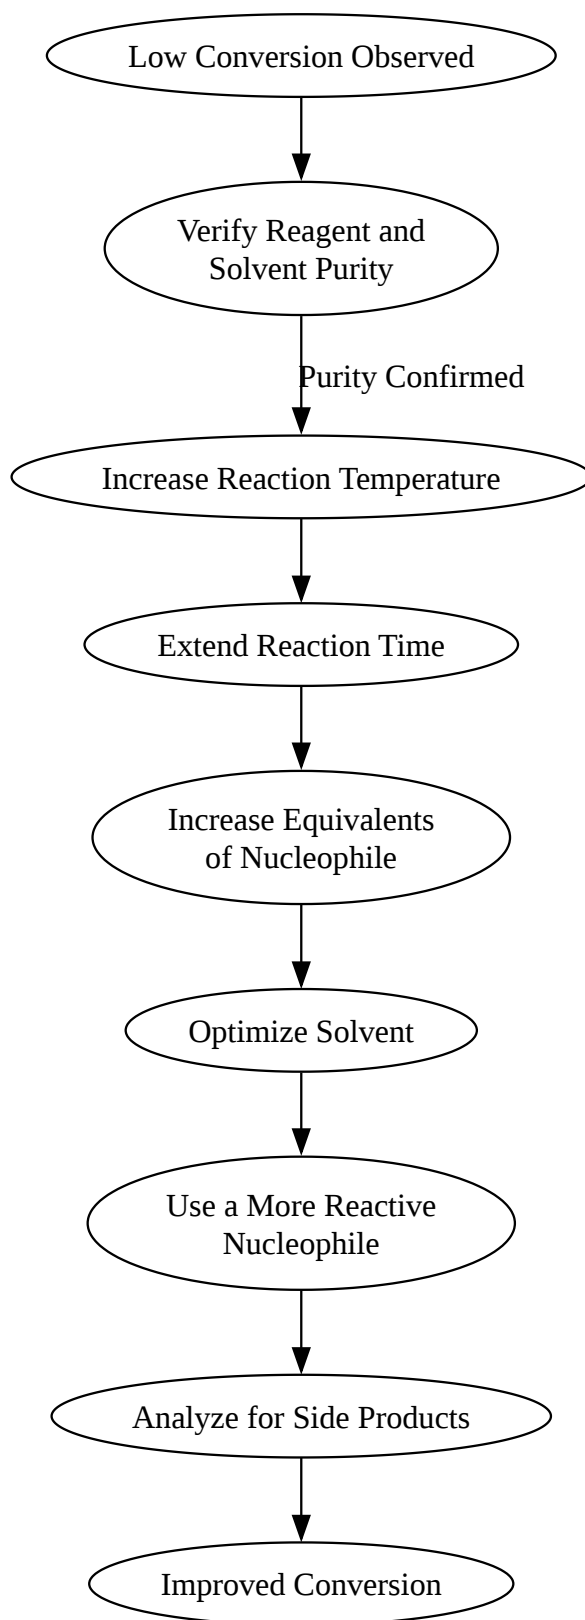 Low Conversion Observed
Verify Reagent and
Solvent Purity
Purity Confirmed
Increase Reaction Temperature
Extend Reaction Time
Increase Equivalents
of Nucleophile
Optimize Solvent
Use a More Reactive
Nucleophile
Analyze for Side Products
Improved Conversion